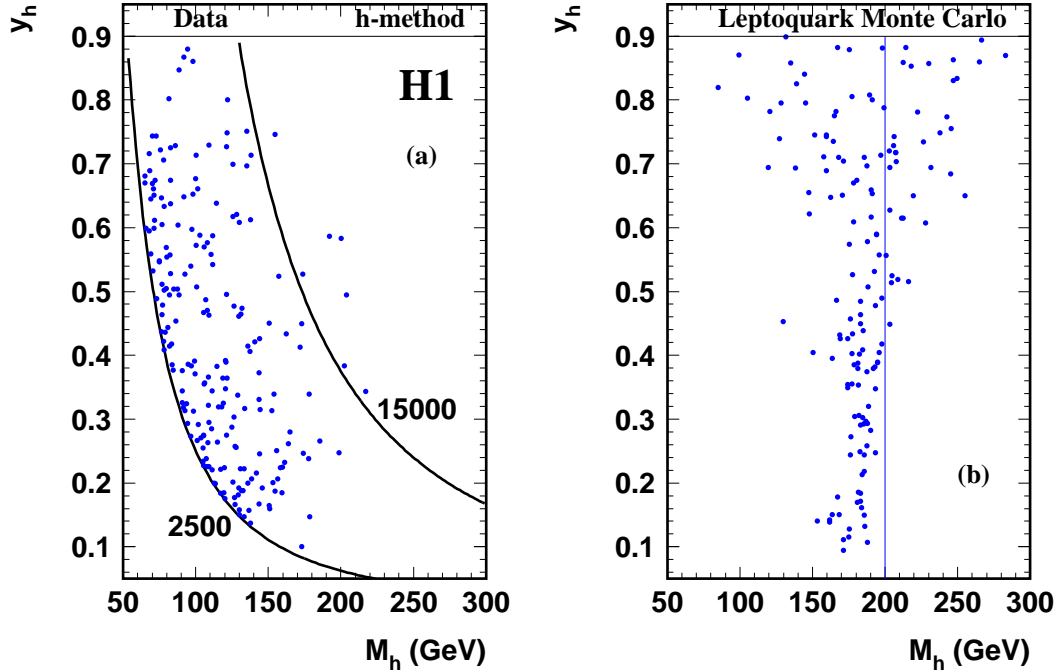 Data h-method
y_h
0.9
0.8
0.7
0.6
0.5
0.4
0.3
0.2
0.1
H1
(a)
15000
2500
50 100 150 200 250 300
M_h (GeV)
Leptoquark Monte Carlo
y_h
0.9
0.8
0.7
0.6
0.5
0.4
0.3
0.2
0.1
(b)
50 100 150 200 250 300
M_h (GeV)